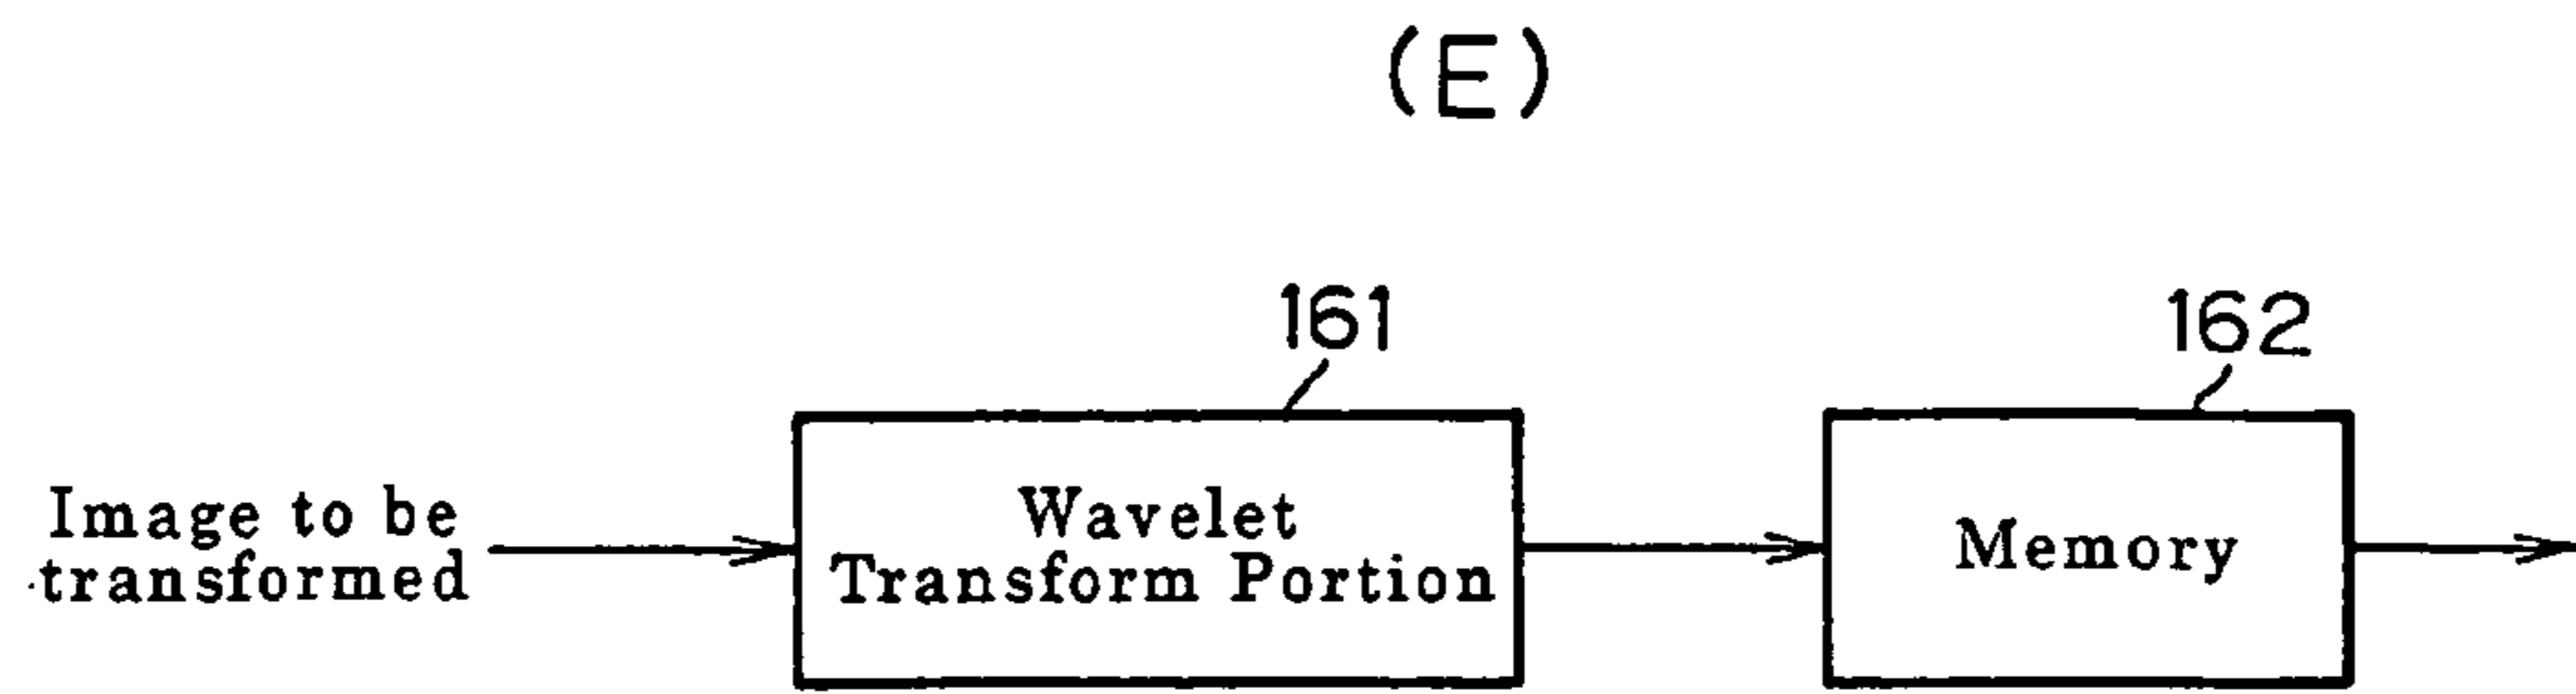 (E)
161
162
Image to be
transformed
Wavelet
Transform Portion
Memory